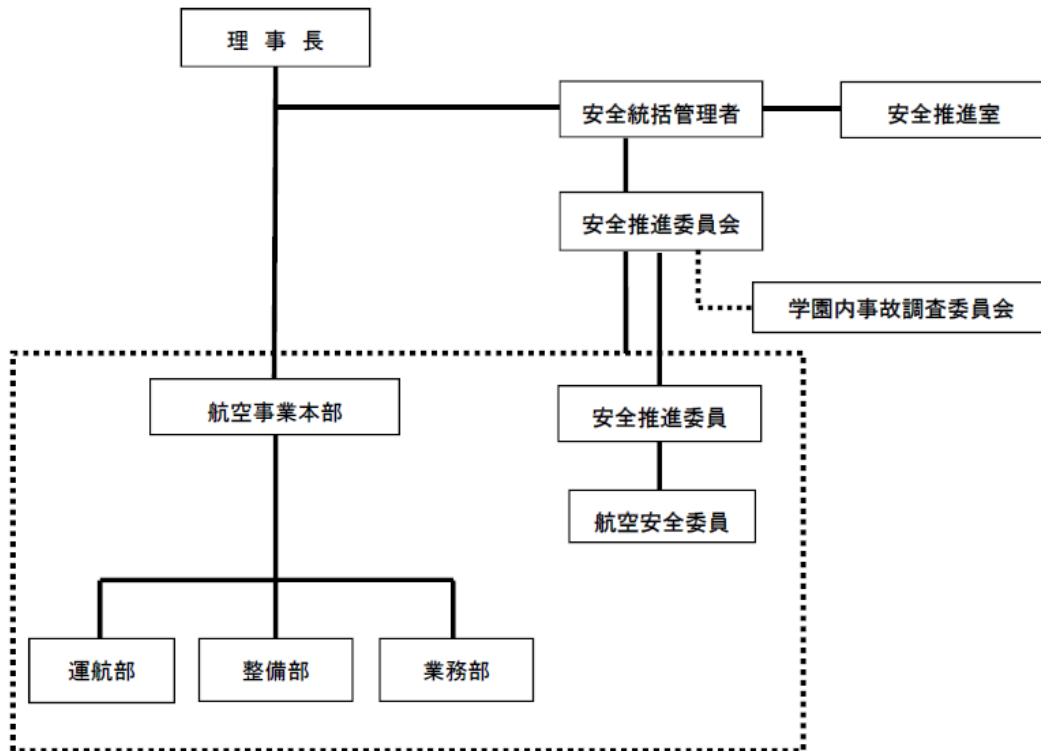 理 事 長
安全統括管理者
安全推進室
安全推進委員会
学園内事故調査委員会
航空事業本部
安全推進委員
航空安全委員
運航部
整備部
業務部